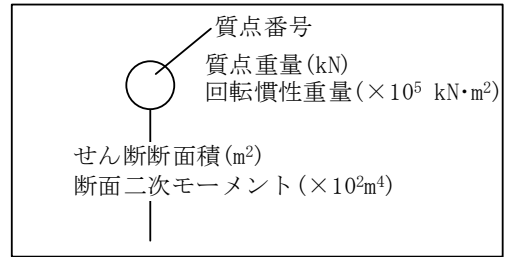 質点番号
質点重量(kN)
回転慣性重量(×10⁵ kN･m²)
せん断断面積(m²)
断面二次モーメント(×10²m⁴)